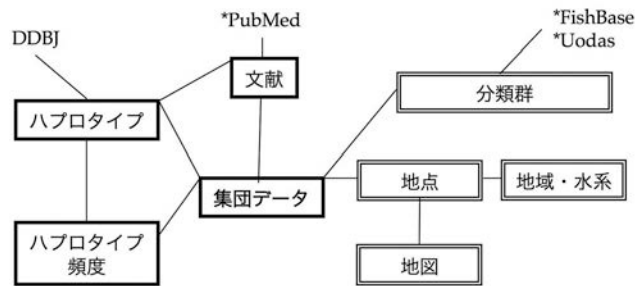 *PubMed
*FishBase
*Uodas
DDBJ
文献
分類群
ハプロタイプ
集団データ
地点
地域・水系
ハプロタイプ
頻度
地図